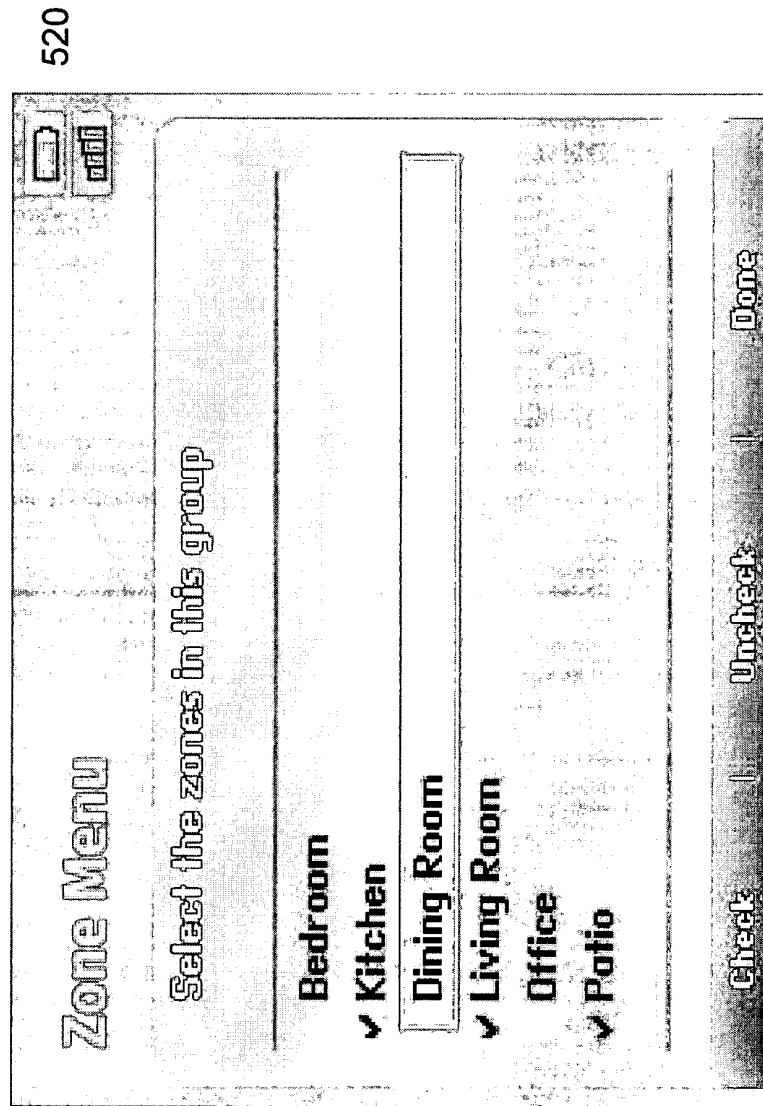 520
Zone Menu
Select the zones in this group
Bedroom
✓ Kitchen
Dining Room
✓ Living Room
Office
✓ Patio
Check | Uncheck | Done